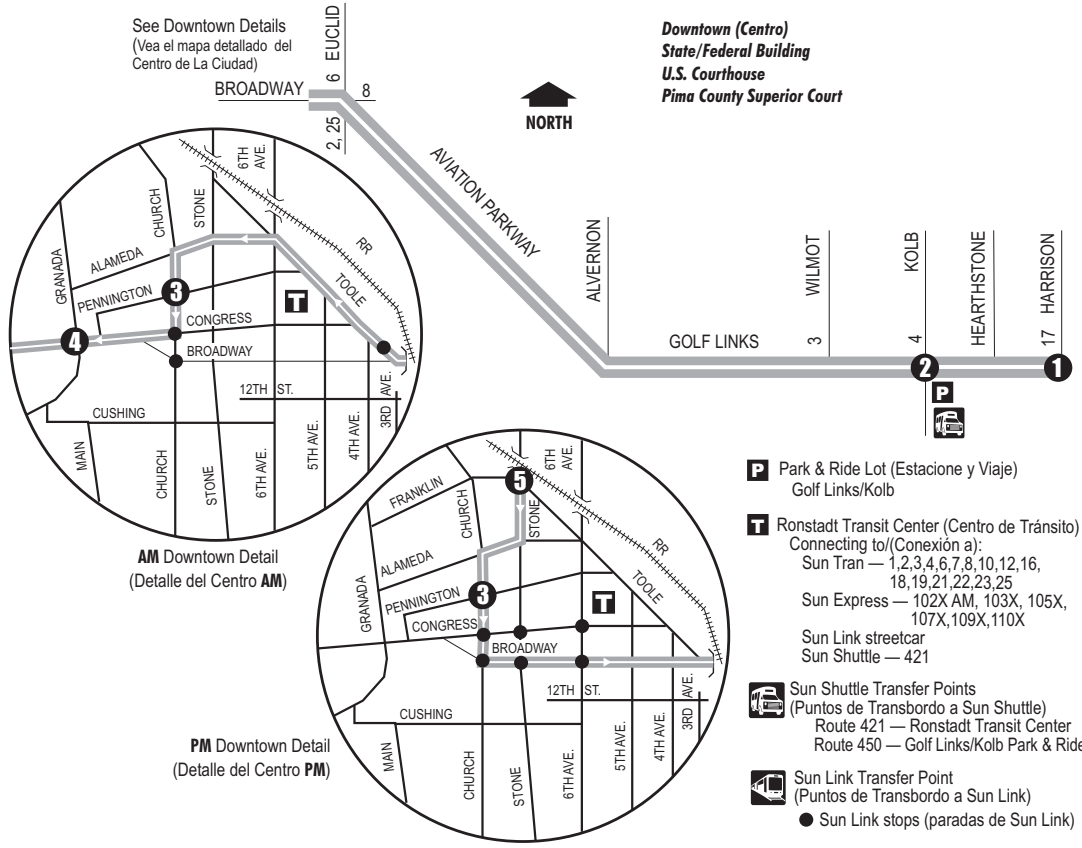 See Downtown Details
(Vea el mapa detallado del
Centro de La Ciudad)
Downtown (Centro)
State/Federal Building
U.S. Courthouse
Pima County Superior Court
6 EUCLID
BROADWAY
8
2, 25
NORTH
AVIATION PARKWAY
ALVERNON
GOLF LINKS
3 WILMOT
4 KOLB
HEARTHSTONE
17 HARRISON
2
1
P
6TH
AVE.
CHURCH
STONE
RR
GRANADA
ALAMEDA
TOOLE
PENNINGTON
3
T
CONGRESS
4
BROADWAY
12TH ST.
CUSHING
MAIN
CHURCH
STONE
6TH AVE.
5TH AVE.
4TH AVE.
3RD AVE.
AM Downtown Detail
(Detalle del Centro AM)
5
6TH
AVE.
FRANKLIN
CHURCH
STONE
RR
ALAMEDA
TOOLE
GRANADA
PENNINGTON
3
T
CONGRESS
BROADWAY
12TH ST.
CUSHING
MAIN
CHURCH
STONE
6TH AVE.
5TH AVE.
4TH AVE.
3RD AVE.
PM Downtown Detail
(Detalle del Centro PM)
P Park & Ride Lot (Estacione y Viaje)
Golf Links/Kolb
T Ronstadt Transit Center (Centro de Tránsito)
Connecting to/(Conexión a):
Sun Tran — 1,2,3,4,6,7,8,10,12,16,
18,19,21,22,23,25
Sun Express — 102X AM, 103X, 105X,
107X,109X,110X
Sun Link streetcar
Sun Shuttle — 421
Sun Shuttle Transfer Points
(Puntos de Transbordo a Sun Shuttle)
Route 421 — Ronstadt Transit Center
Route 450 — Golf Links/Kolb Park & Ride
Sun Link Transfer Point
(Puntos de Transbordo a Sun Link)
Sun Link stops (paradas de Sun Link)